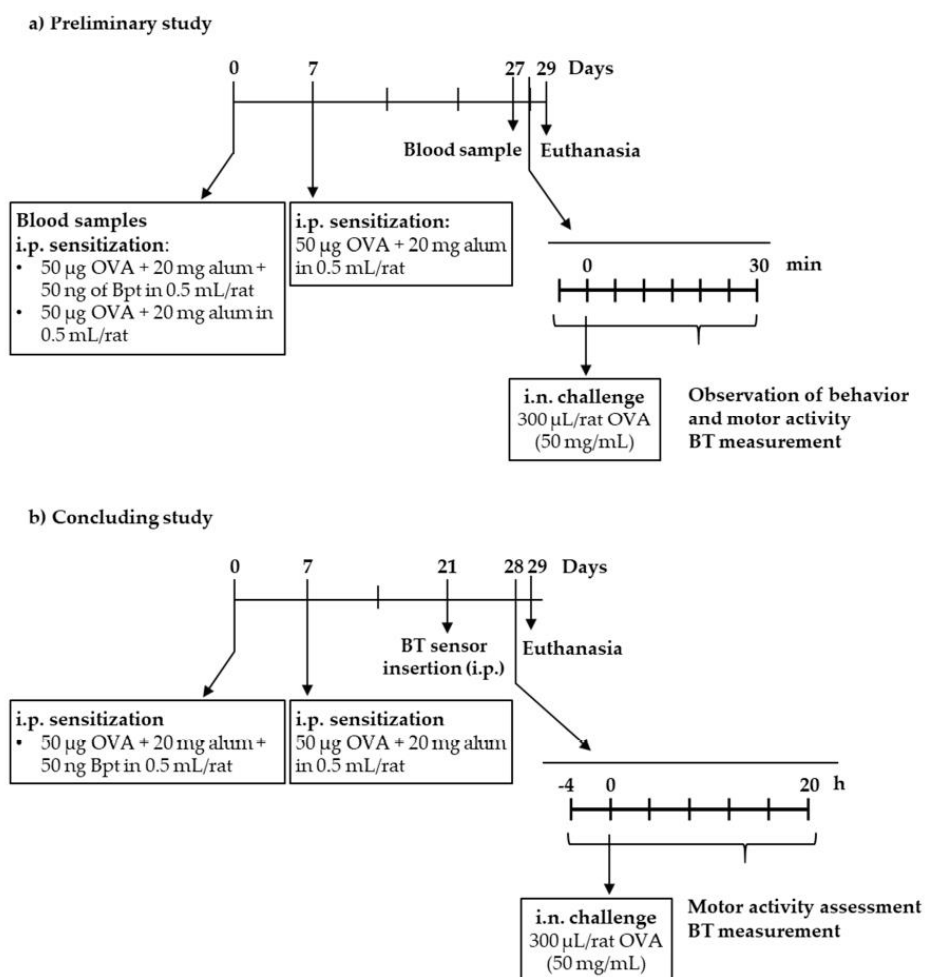 a) Preliminary study
0 7 27 29 Days
Blood sample Euthanasia
Blood samples
i.p. sensitization:
• 50 µg OVA + 20 mg alum +
50 ng of Bpt in 0.5 mL/rat
• 50 µg OVA + 20 mg alum in
0.5 mL/rat
i.p. sensitization:
50 µg OVA + 20 mg alum
in 0.5 mL/rat
0 30 min
i.n. challenge
300 µL/rat OVA
(50 mg/mL)
Observation of behavior
and motor activity
BT measurement
b) Concluding study
0 7 21 28 29 Days
BT sensor
insertion (i.p.)
Euthanasia
i.p. sensitization
• 50 µg OVA + 20 mg alum +
50 ng Bpt in 0.5 mL/rat
i.p. sensitization
50 µg OVA + 20 mg alum
in 0.5 mL/rat
-4 0 20 h
i.n. challenge
300 µL/rat OVA
(50 mg/mL)
Motor activity assessment
BT measurement